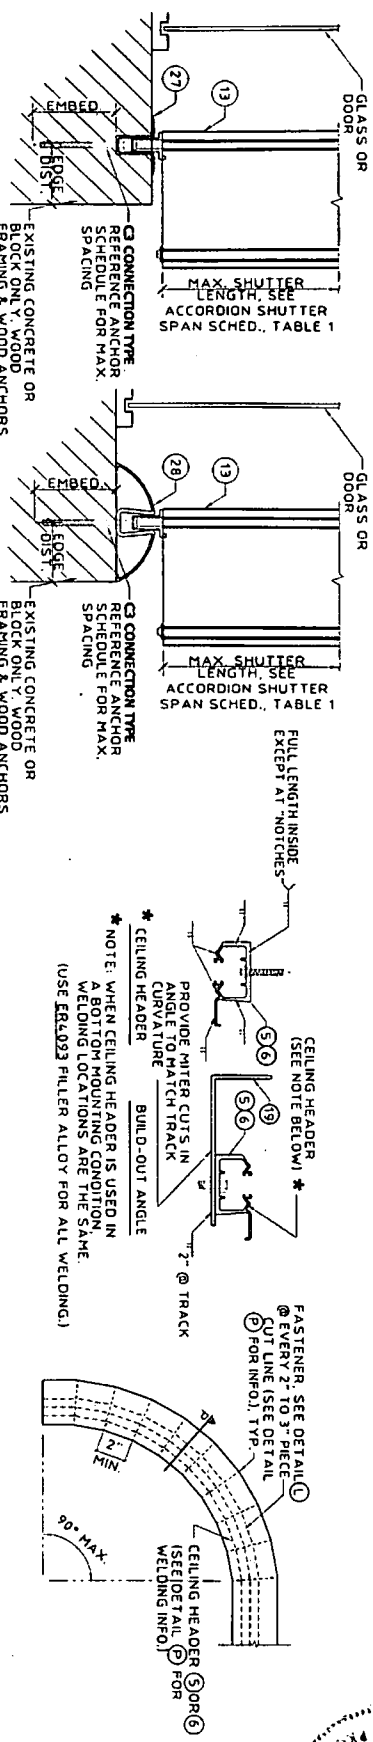 GLASS OR
DOOR
13
27
EMBED.
EDGE
DIST.
MAX. SHUTTER
LENGTH, SEE
ACCORDION SHUTTER
SPAN SCHED., TABLE 1
C3 CONNECTION TYPE
REFERENCE ANCHOR
SCHEDULE FOR MAX.
SPACING
EXISTING CONCRETE OR
BLOCK ONLY. WOOD
FRAMING & WOOD ANCHORS
GLASS OR
DOOR
13
28
EMBED.
EDGE
DIST.
MAX. SHUTTER
LENGTH, SEE
ACCORDION SHUTTER
SPAN SCHED., TABLE 1
C3 CONNECTION TYPE
REFERENCE ANCHOR
SCHEDULE FOR MAX.
SPACING
EXISTING CONCRETE OR
BLOCK ONLY. WOOD
FRAMING & WOOD ANCHORS
FULL LENGTH INSIDE
EXCEPT AT "NOTCHES"
5 6
CEILING HEADER
(SEE NOTE BELOW) *
19
5 6
2" @ TRACK
PROVIDE MITER CUTS IN
ANGLE TO MATCH TRACK
CURVATURE
* CEILING HEADER
BUILD-OUT ANGLE
* NOTE: WHEN CEILING HEADER IS USED IN
A BOTTOM MOUNTING CONDITION,
WELDING LOCATIONS ARE THE SAME.
(USE ER4093 FILLER ALLOY FOR ALL WELDING.)
FASTENER SEE DETAIL L
@ EVERY 2" TO 3" PIECE
CUT LINE (SEE DETAIL
P FOR INFO.), TYP.
2"
MIN.
90° MAX.
CEILING HEADER 5 OR 6
(SEE DETAIL P FOR
WELDING INFO.)